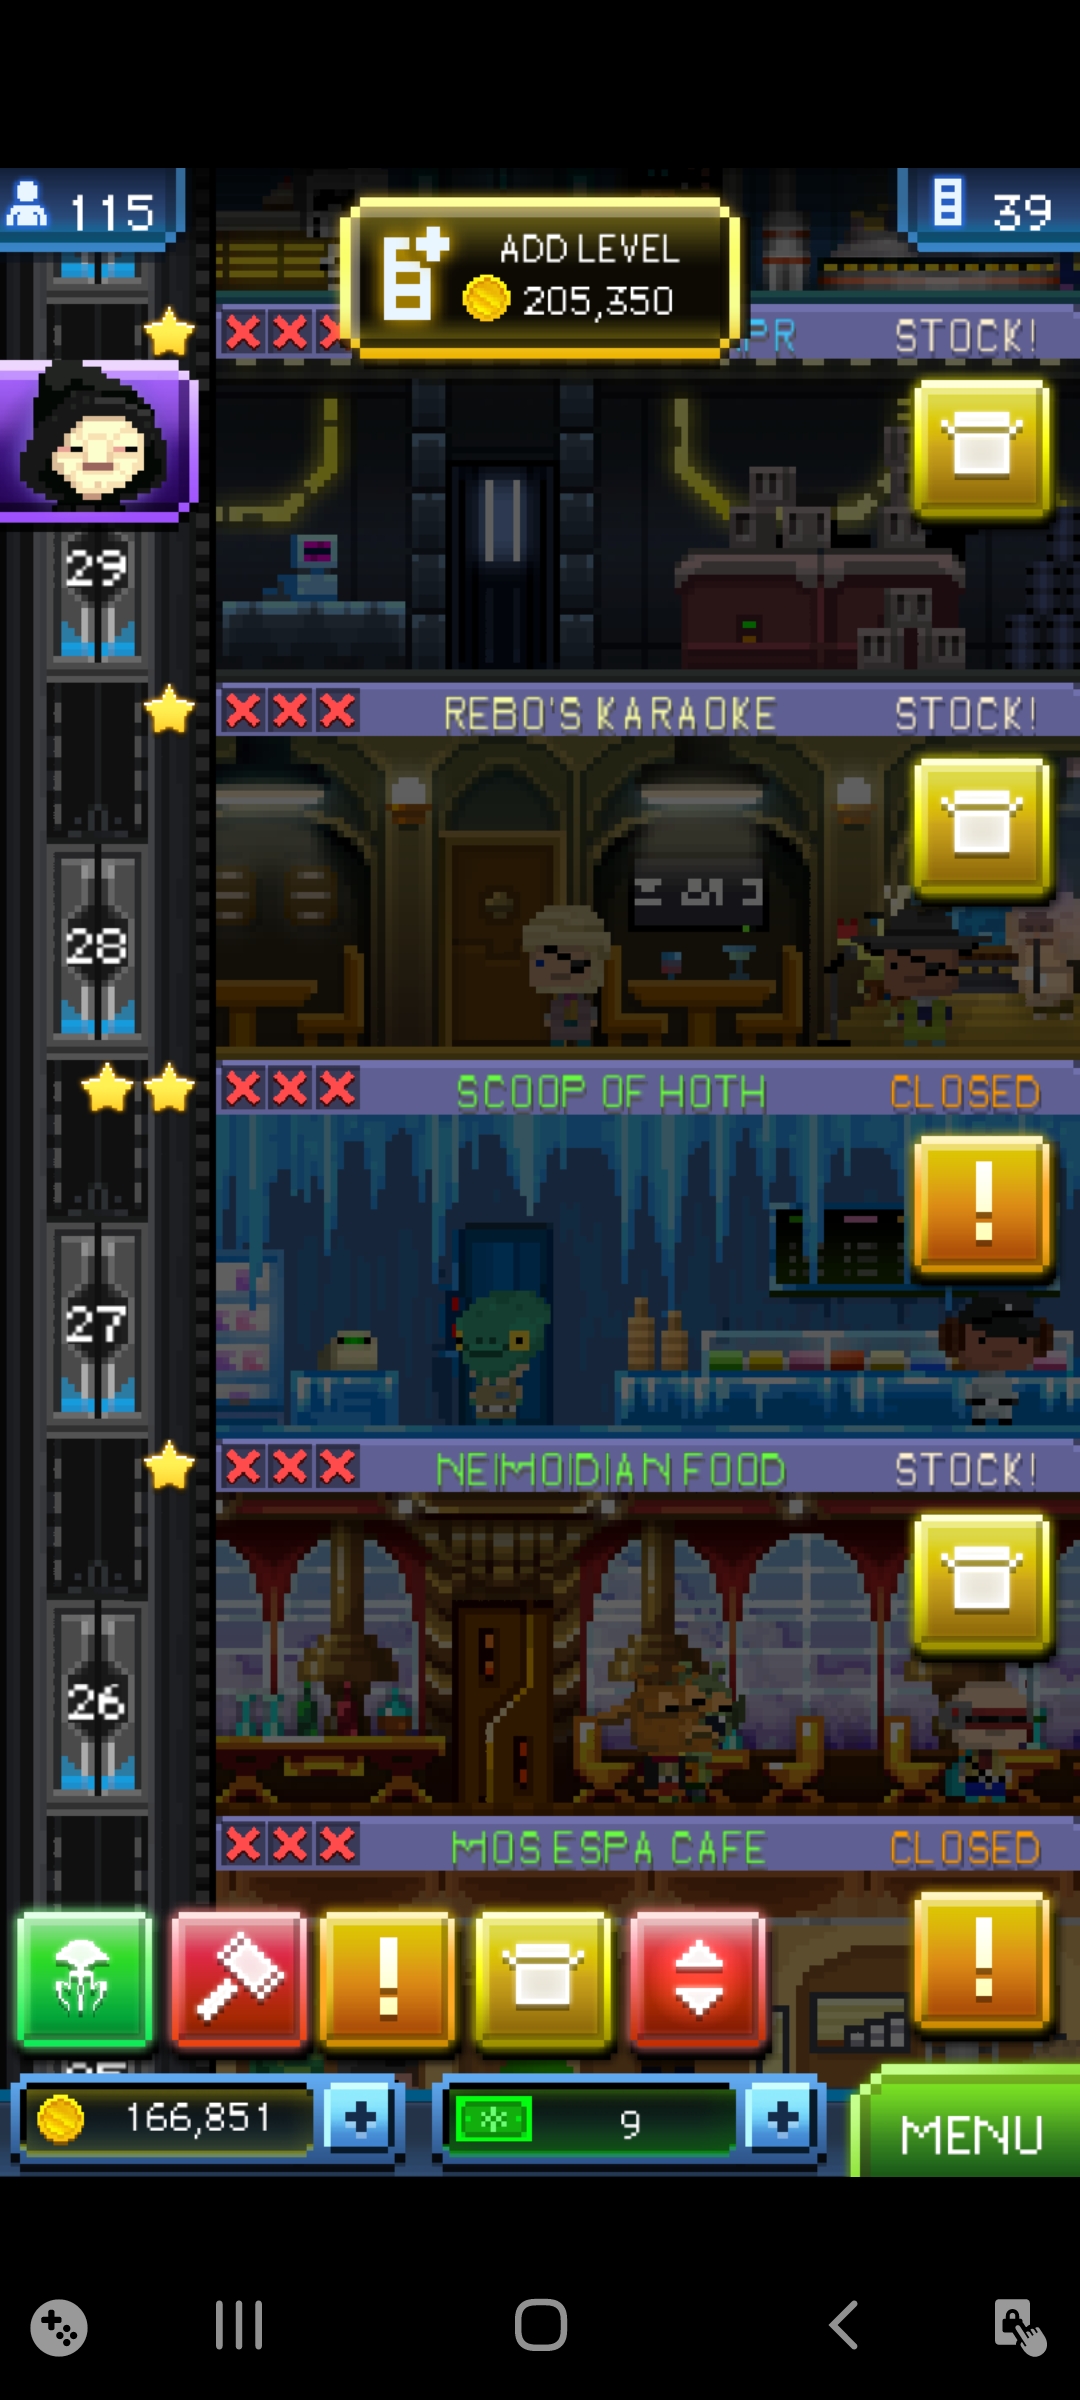 115
ADD LEVEL
205,350
39
PR
STOCK!
29
REBO'S KARAOKE
STOCK!
28
SCOOP OF HOTH
CLOSED
27
NEIMOIDIAN FOOD
STOCK!
26
MOS ESPA CAFE
CLOSED
166,851
9
MENU